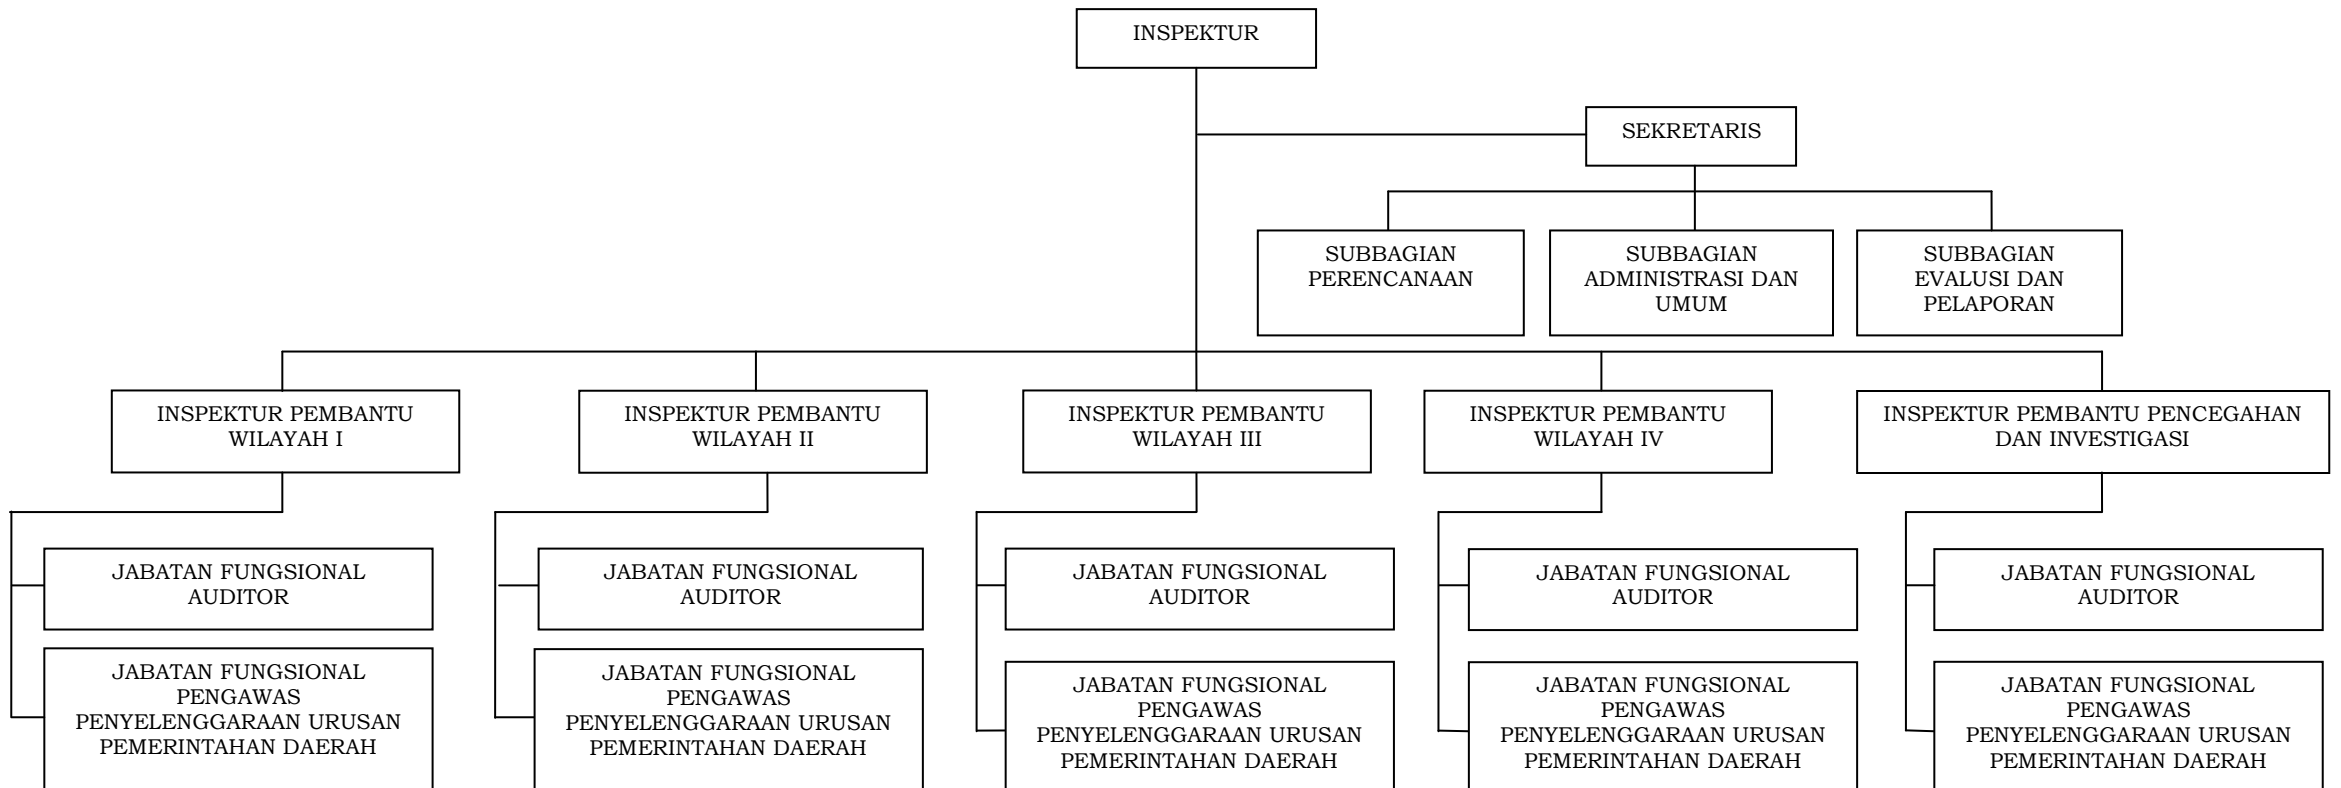 INSPEKTUR
SEKRETARIS
SUBBAGIAN
PERENCANAAN
SUBBAGIAN
ADMINISTRASI DAN
UMUM
SUBBAGIAN
EVALUSI DAN
PELAPORAN
INSPEKTUR PEMBANTU
WILAYAH I
INSPEKTUR PEMBANTU
WILAYAH II
INSPEKTUR PEMBANTU
WILAYAH III
INSPEKTUR PEMBANTU
WILAYAH IV
INSPEKTUR PEMBANTU PENCEGAHAN
DAN INVESTIGASI
JABATAN FUNGSIONAL
AUDITOR
JABATAN FUNGSIONAL
AUDITOR
JABATAN FUNGSIONAL
AUDITOR
JABATAN FUNGSIONAL
AUDITOR
JABATAN FUNGSIONAL
AUDITOR
JABATAN FUNGSIONAL
PENGAWAS
PENYELENGGARAAN URUSAN
PEMERINTAHAN DAERAH
JABATAN FUNGSIONAL
PENGAWAS
PENYELENGGARAAN URUSAN
PEMERINTAHAN DAERAH
JABATAN FUNGSIONAL
PENGAWAS
PENYELENGGARAAN URUSAN
PEMERINTAHAN DAERAH
JABATAN FUNGSIONAL
PENGAWAS
PENYELENGGARAAN URUSAN
PEMERINTAHAN DAERAH
JABATAN FUNGSIONAL
PENGAWAS
PENYELENGGARAAN URUSAN
PEMERINTAHAN DAERAH